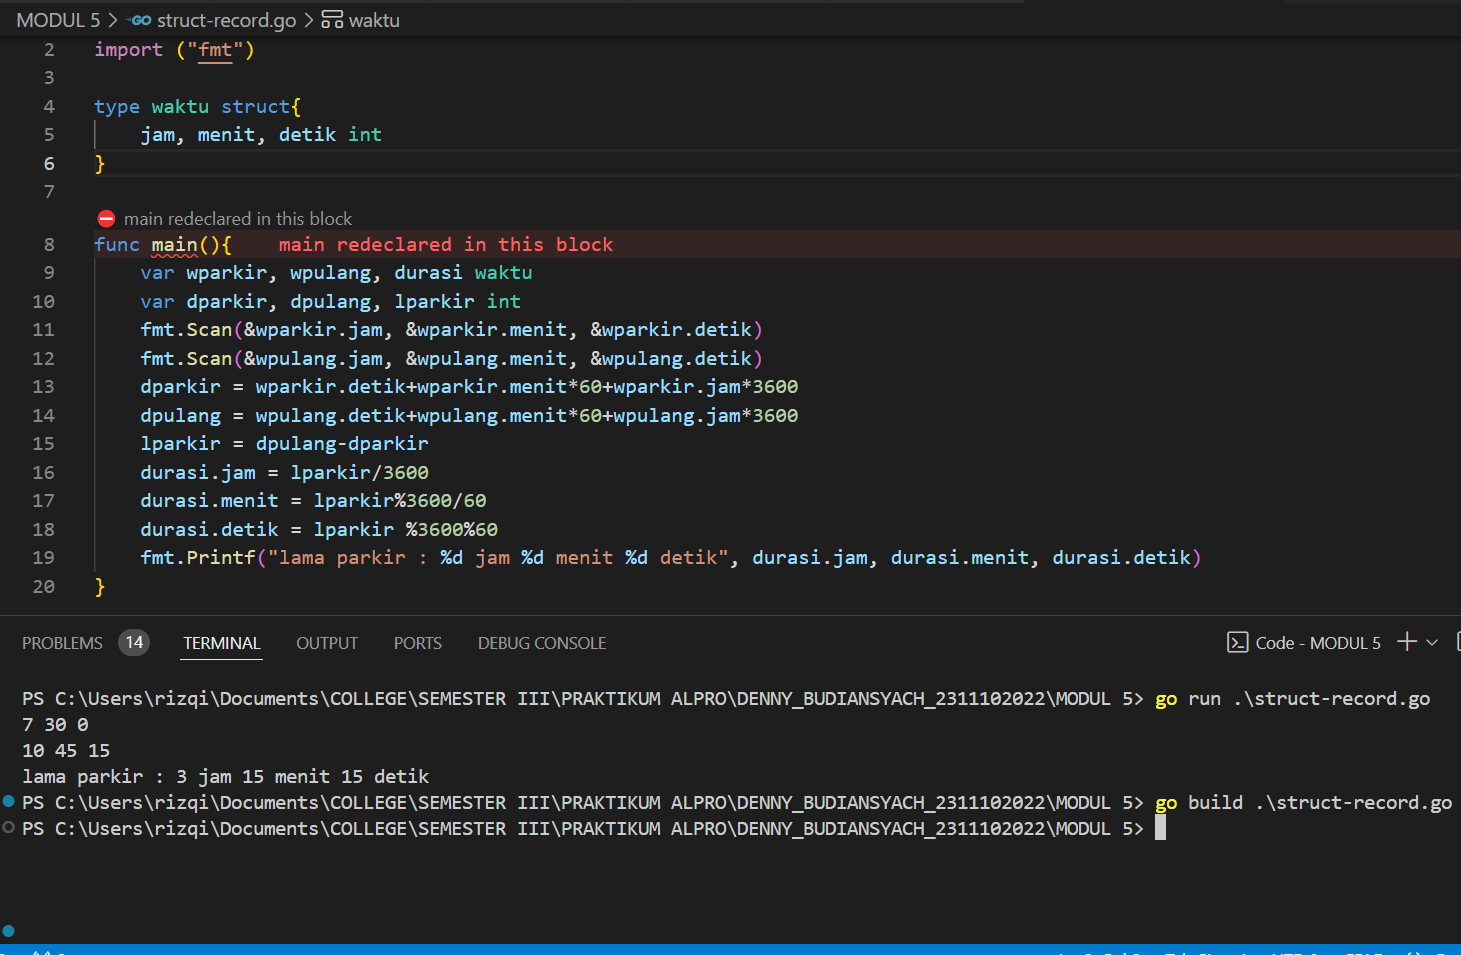 MODUL 5 > GO struct-record.go > waktu
2 import ("fmt")
3
4 type waktu struct{
5 jam, menit, detik int
6 }
7
main redeclared in this block
8 func main(){ main redeclared in this block
9 var wparkir, wpulang, durasi waktu
10 var dparkir, dpulang, lparkir int
11 fmt.Scan(&wparkir.jam, &wparkir.menit, &wparkir.detik)
12 fmt.Scan(&wpulang.jam, &wpulang.menit, &wpulang.detik)
13 dparkir = wparkir.detik+wparkir.menit*60+wparkir.jam*3600
14 dpulang = wpulang.detik+wpulang.menit*60+wpulang.jam*3600
15 lparkir = dpulang-dparkir
16 durasi.jam = lparkir/3600
17 durasi.menit = lparkir%3600/60
18 durasi.detik = lparkir %3600%60
19 fmt.Printf("lama parkir : %d jam %d menit %d detik", durasi.jam, durasi.menit, durasi.detik)
20 }
PROBLEMS 14 TERMINAL OUTPUT PORTS DEBUG CONSOLE Code - MODUL 5
PS C:\Users\rizqi\Documents\COLLEGE\SEMESTER III\PRAKTIKUM ALPRO\DENNY_BUDIANSYACH_2311102022\MODUL 5> go run .\struct-record.go
7 30 0
10 45 15
lama parkir : 3 jam 15 menit 15 detik
PS C:\Users\rizqi\Documents\COLLEGE\SEMESTER III\PRAKTIKUM ALPRO\DENNY_BUDIANSYACH_2311102022\MODUL 5> go build .\struct-record.go
PS C:\Users\rizqi\Documents\COLLEGE\SEMESTER III\PRAKTIKUM ALPRO\DENNY_BUDIANSYACH_2311102022\MODUL 5>